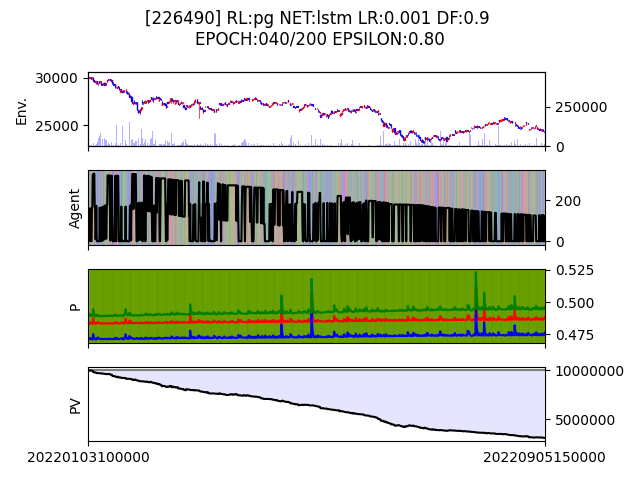 [226490] RL:pg NET:lstm LR:0.001 DF:0.9
EPOCH:040/200 EPSILON:0.80
Env.
30000
25000
250000
0
Agent
200
0
P
0.525
0.500
0.475
PV
10000000
5000000
20220103100000
20220905150000